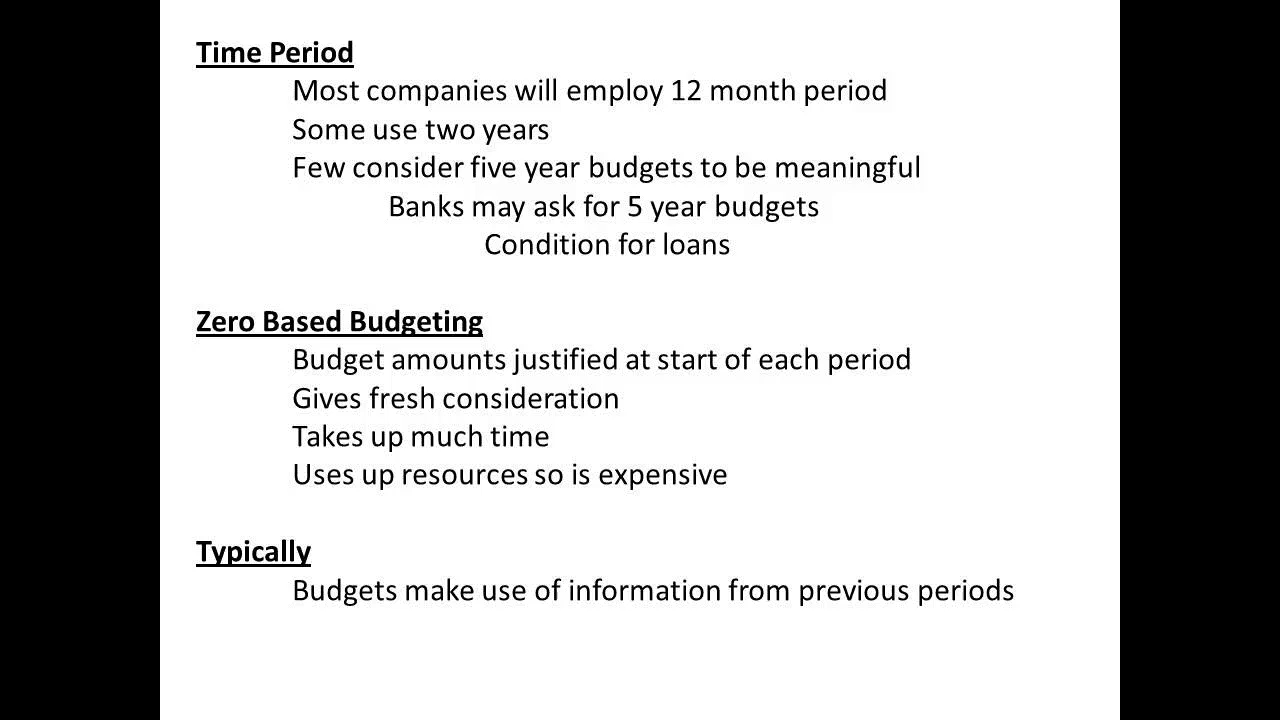 Time Period
Most companies will employ 12 month period
Some use two years
Few consider five year budgets to be meaningful
Banks may ask for 5 year budgets
Condition for loans
Zero Based Budgeting
Budget amounts justified at start of each period
Gives fresh consideration
Takes up much time
Uses up resources so is expensive
Typically
Budgets make use of information from previous periods